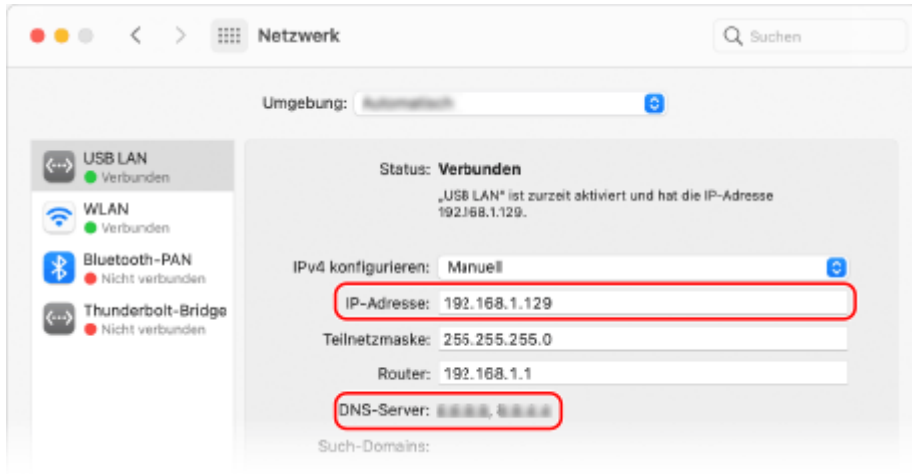 Netzwerk
Suchen
Umgebung:
USB LAN
Verbunden
WLAN
Verbunden
Bluetooth-PAN
Nicht verbunden
Thunderbolt-Bridge
Nicht verbunden
Status: Verbunden
„USB LAN“ ist zurzeit aktiviert und hat die IP-Adresse
192.168.1.129.
IPv4 konfigurieren: Manuell
IP-Adresse: 192.168.1.129
Teilnetzmaske: 255.255.255.0
Router: 192.168.1.1
DNS-Server:
Such-Domains: